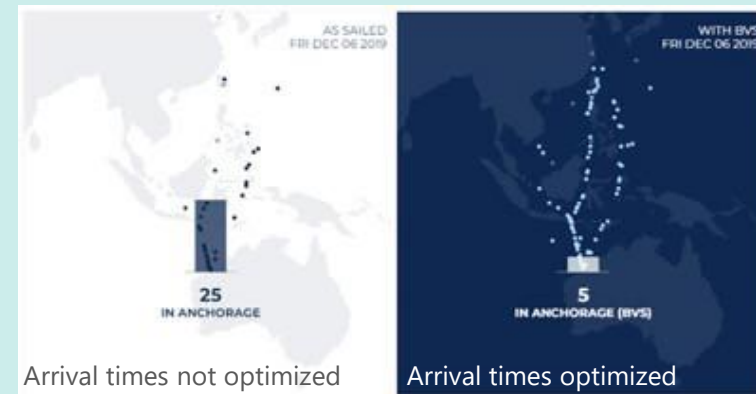 AS SAILED
FRI DEC 06 2019
25
IN ANCHORAGE
Arrival times not optimized
WITH BVS
FRI DEC 06 2019
5
IN ANCHORAGE (BVS)
Arrival times optimized